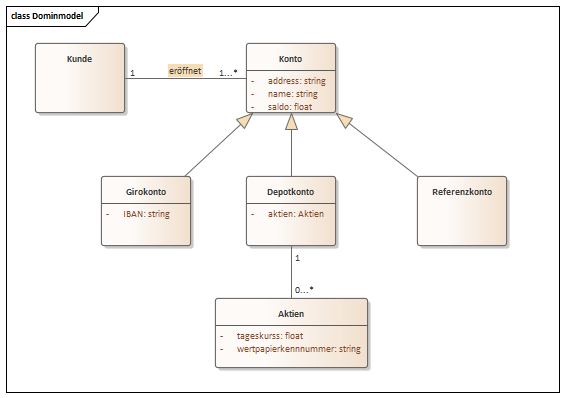 class Dominmodel
Kunde
1
eröffnet
1...*
Konto
- address: string
- name: string
- saldo: float
Girokonto
- IBAN: string
Depotkonto
- aktien: Aktien
Referenzkonto
1
0...*
Aktien
- tageskurss: float
- wertpapierkennnummer: string